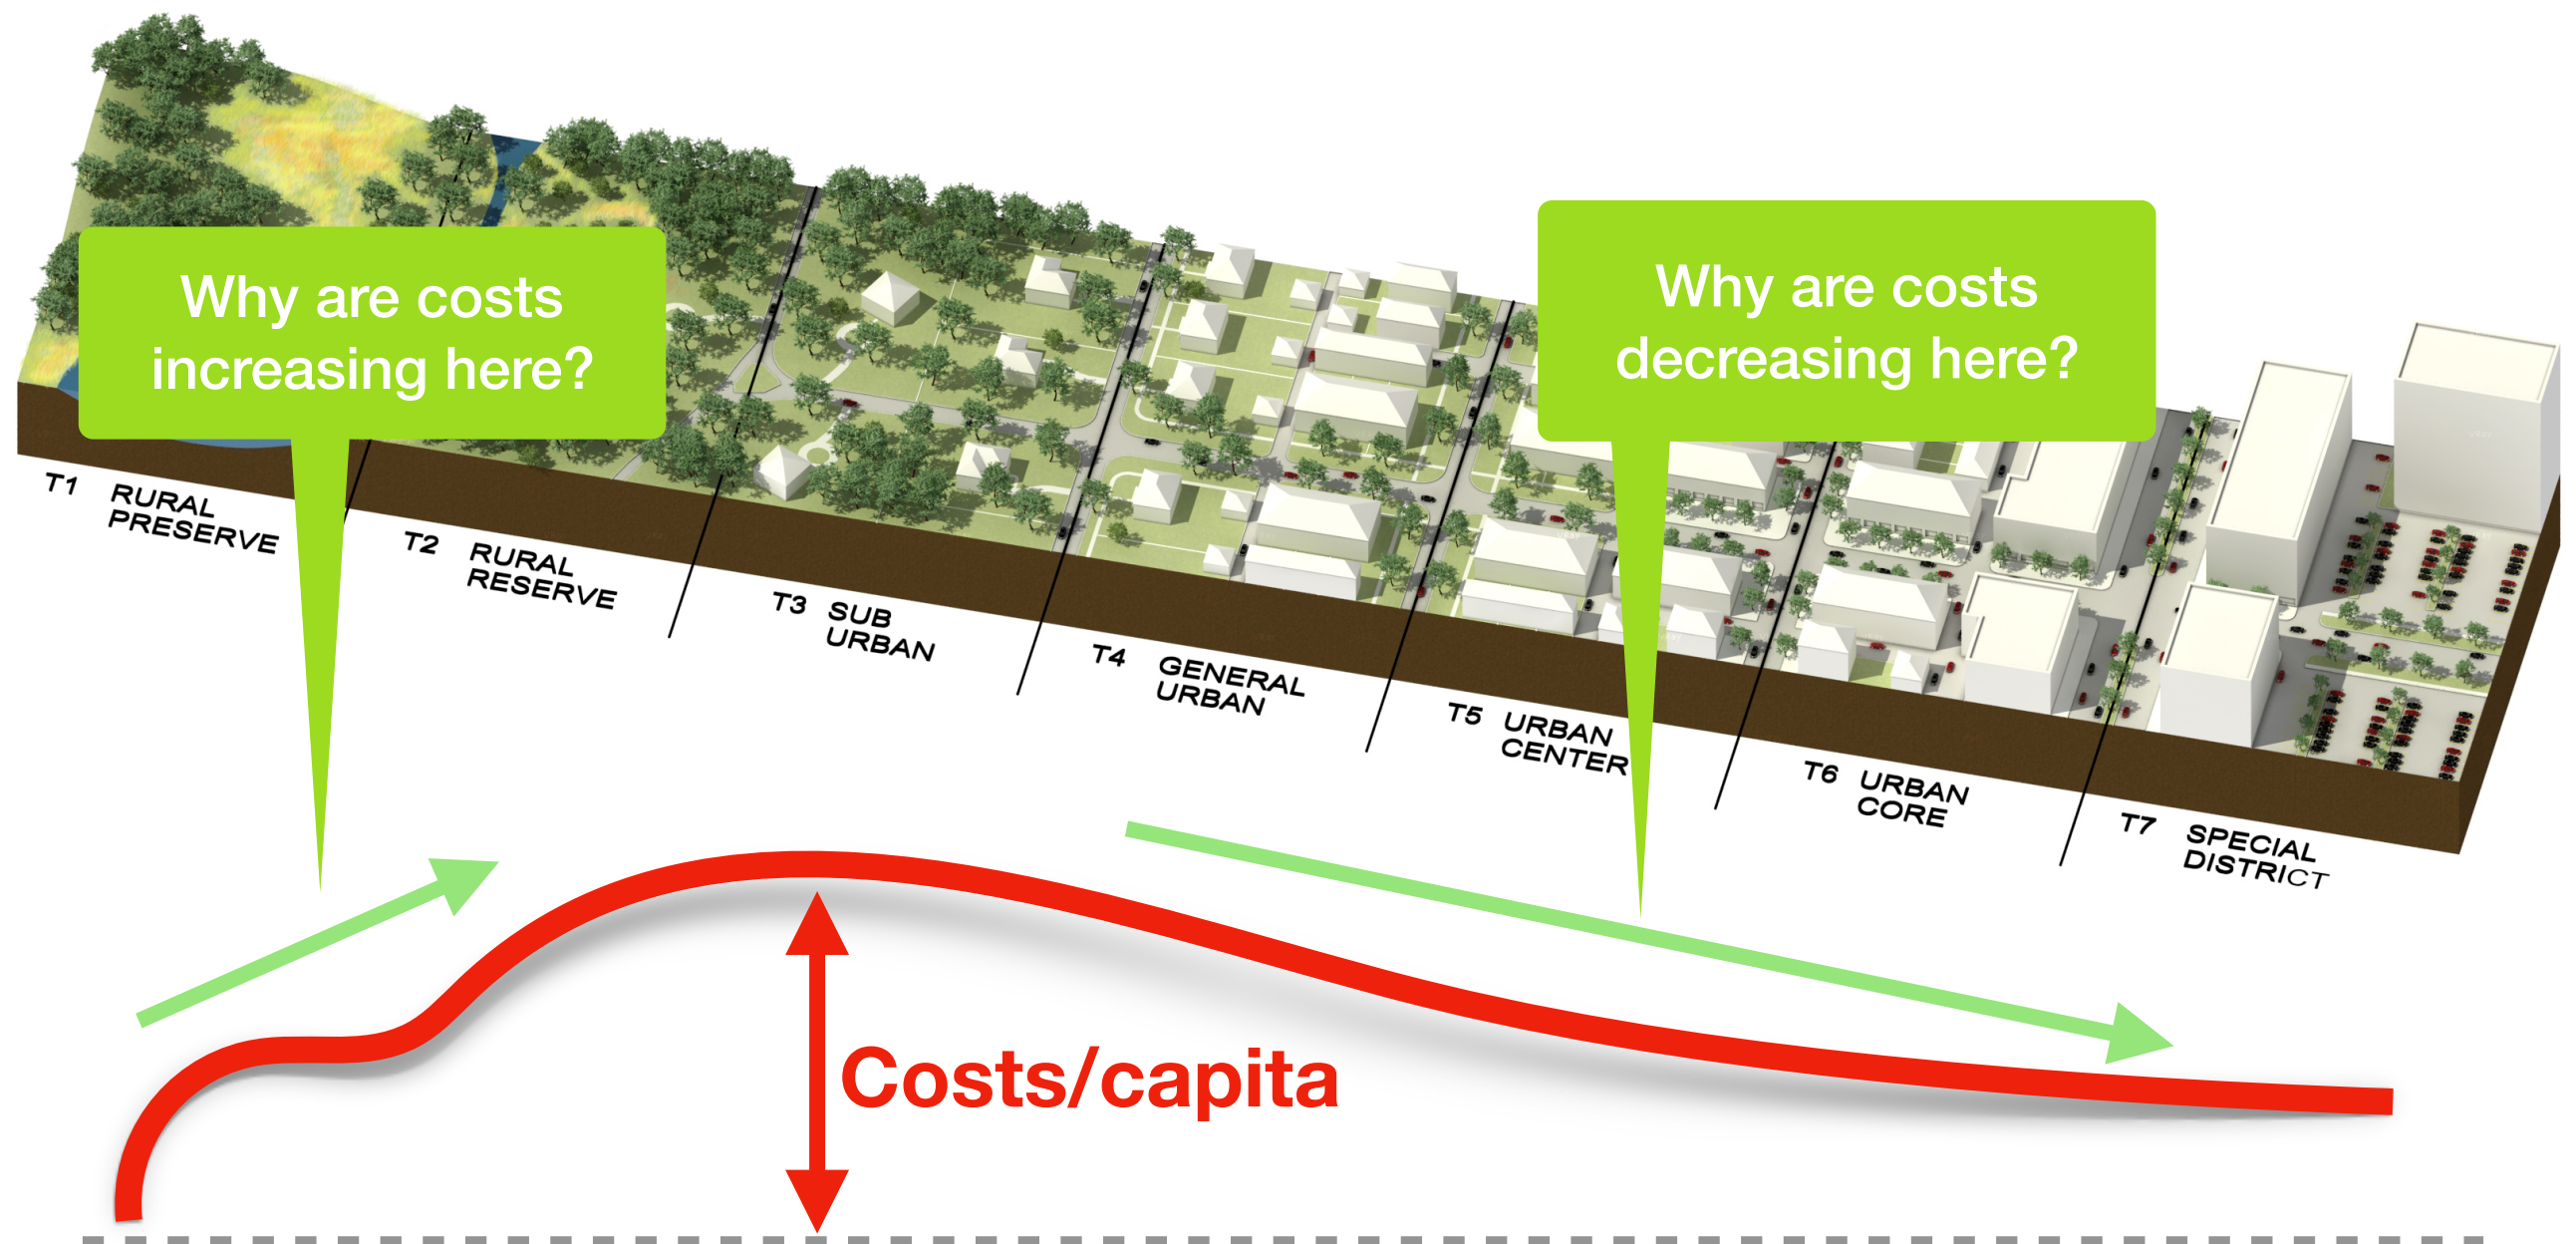 Why are costs
increasing here?
Why are costs
decreasing here?
T1 RURAL
PRESERVE
T2 RURAL
RESERVE
T3 SUB
URBAN
T4 GENERAL
URBAN
T5 URBAN
CENTER
T6 URBAN
CORE
T7 SPECIAL
DISTRICT
Costs/capita